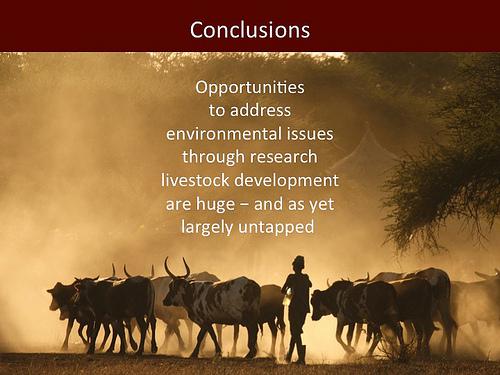 Conclusions
Opportunities
to address
environmental issues
through research
livestock development
are huge – and as yet
largely untapped